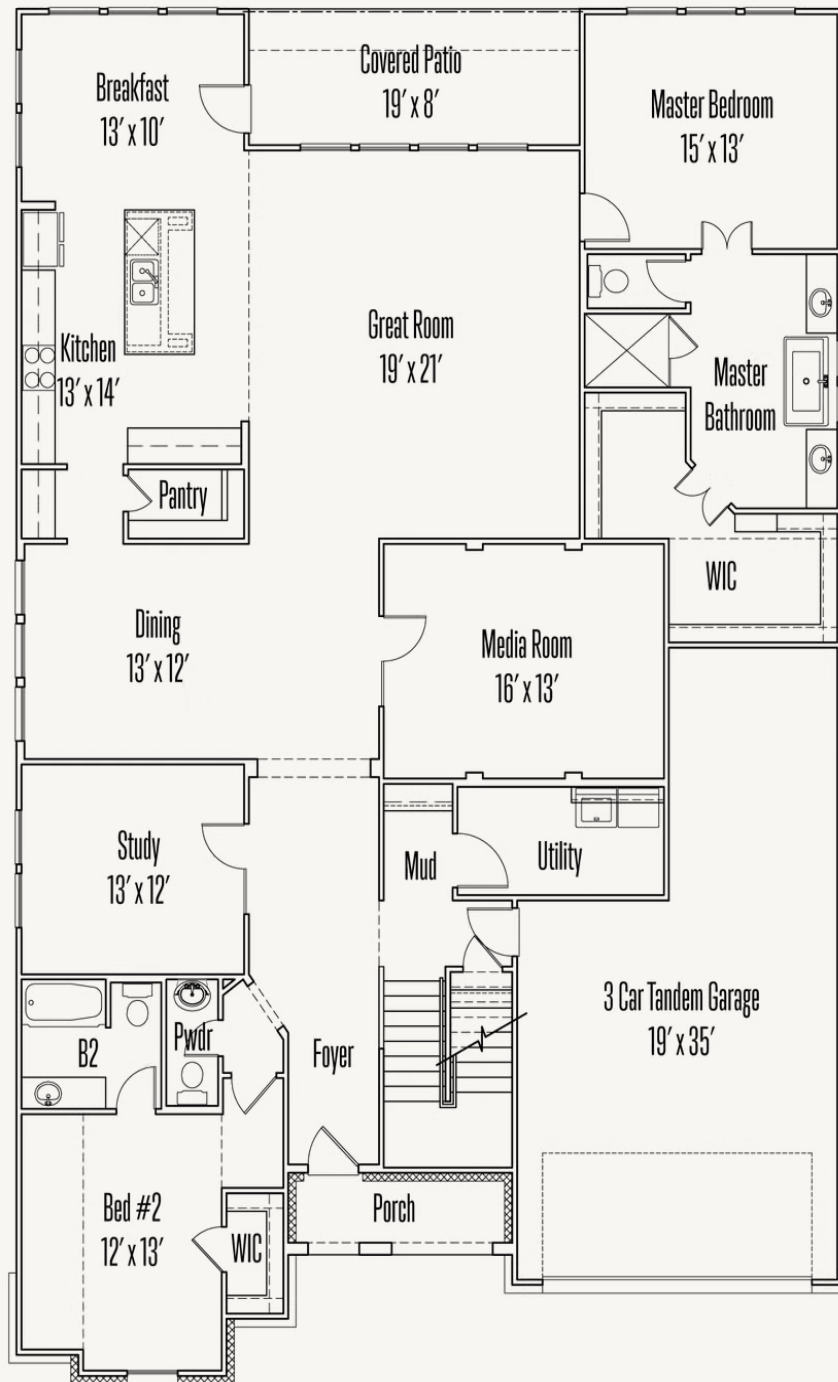 Breakfast
13' x 10'
Covered Patio
19' x 8'
Master Bedroom
15' x 13'
Kitchen
13' x 14'
Great Room
19' x 21'
Master
Bathroom
Pantry
WIC
Dining
13' x 12'
Media Room
16' x 13'
Study
13' x 12'
Mud
Utility
3 Car Tandem Garage
19' x 35'
B2
Pwdr
Foyer
Bed #2
12' x 13'
WIC
Porch